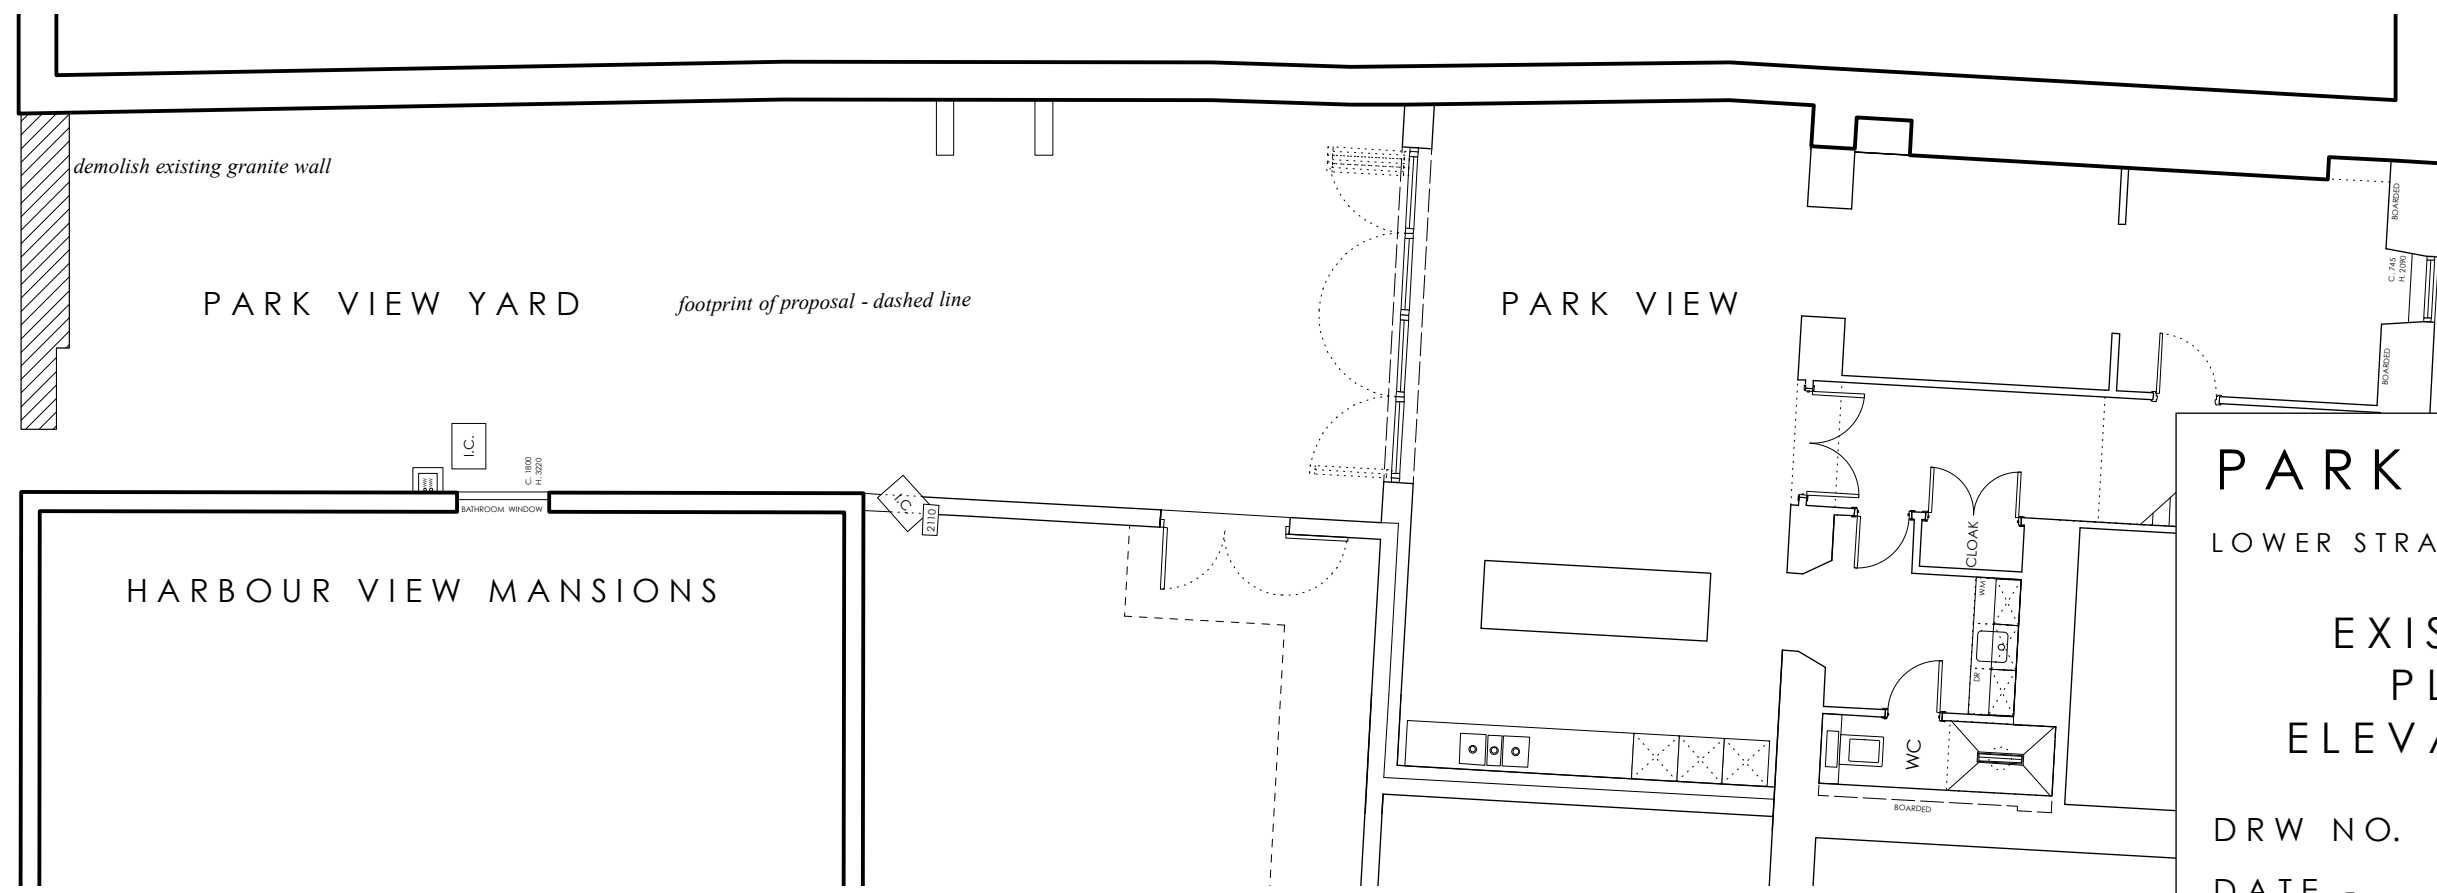 demolish existing granite wall
BOARDED
C. 745
H. 2090
PARK VIEW YARD
footprint of proposal - dashed line
PARK VIEW
BOARDED
I.C.
C. 1800
H. 3220
BATHROOM WINDOW
I.C
2110
HARBOUR VIEW MANSIONS
CLOAK
W.M
DR
WC
BOARDED
PARK
LOWER STRA
EXIS
PL
ELEVA
DRW NO.
DATE -